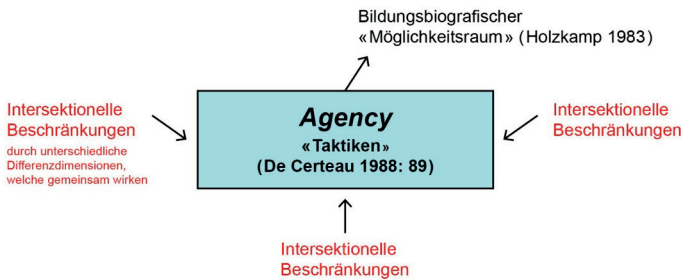 Bildungsbiografischer
«Möglichkeitsraum» (Holzkamp 1983)
Agency
«Taktiken»
(De Certeau 1988: 89)
Intersektionelle
Beschränkungen
durch unterschiedliche
Differenzdimensionen,
welche gemeinsam wirken
Intersektionelle
Beschränkungen
Intersektionelle
Beschränkungen